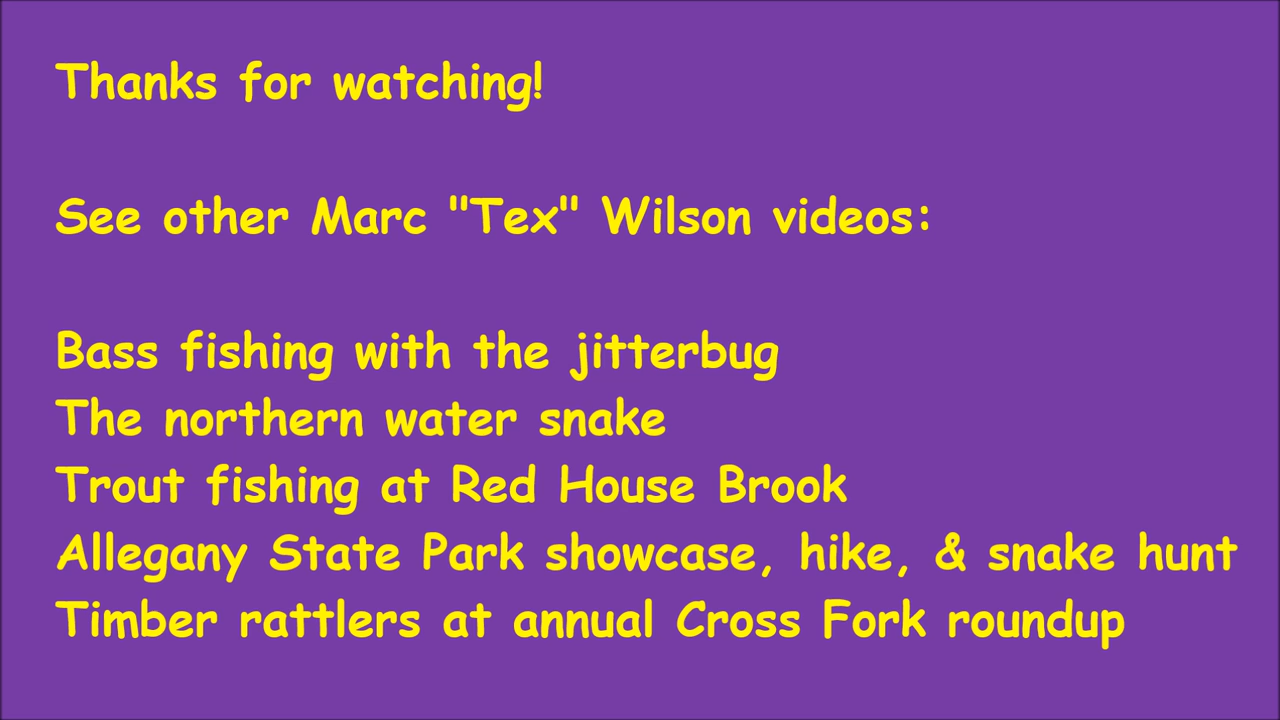 Thanks for watching!
See other Marc "Tex" Wilson videos:
Bass fishing with the jitterbug
The northern water snake
Trout fishing at Red House Brook
Allegany State Park showcase, hike, & snake hunt
Timber rattlers at annual Cross Fork roundup